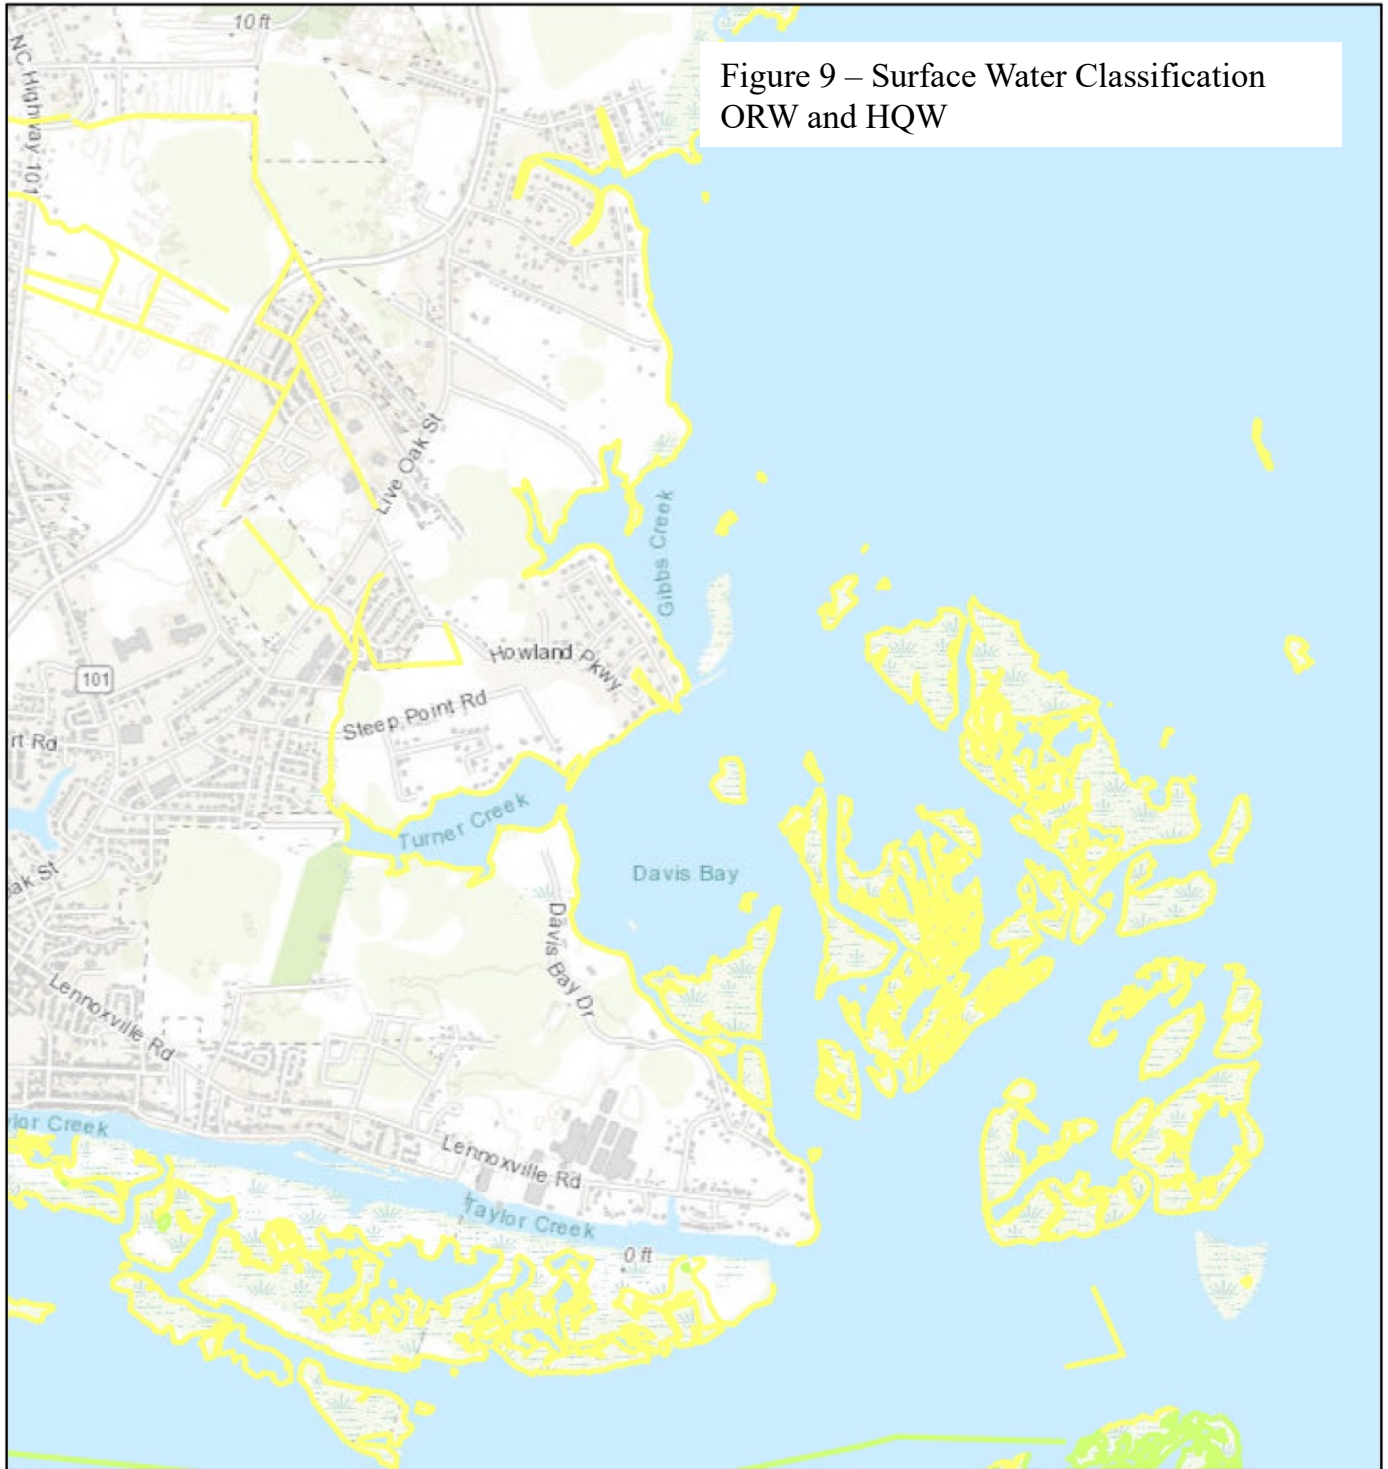 10 ft
Figure 9 – Surface Water Classification
ORW and HQW
NC Highway 101
Live Oak St
Gibbs Creek
Howland Pkwy
101
Steep Point Rd
rt Rd
Turner Creek
Davis Bay
ak St
Davis Bay Dr
Lennoxville Rd
ylor Creek
Lennoxville Rd
Taylor Creek
0 ft